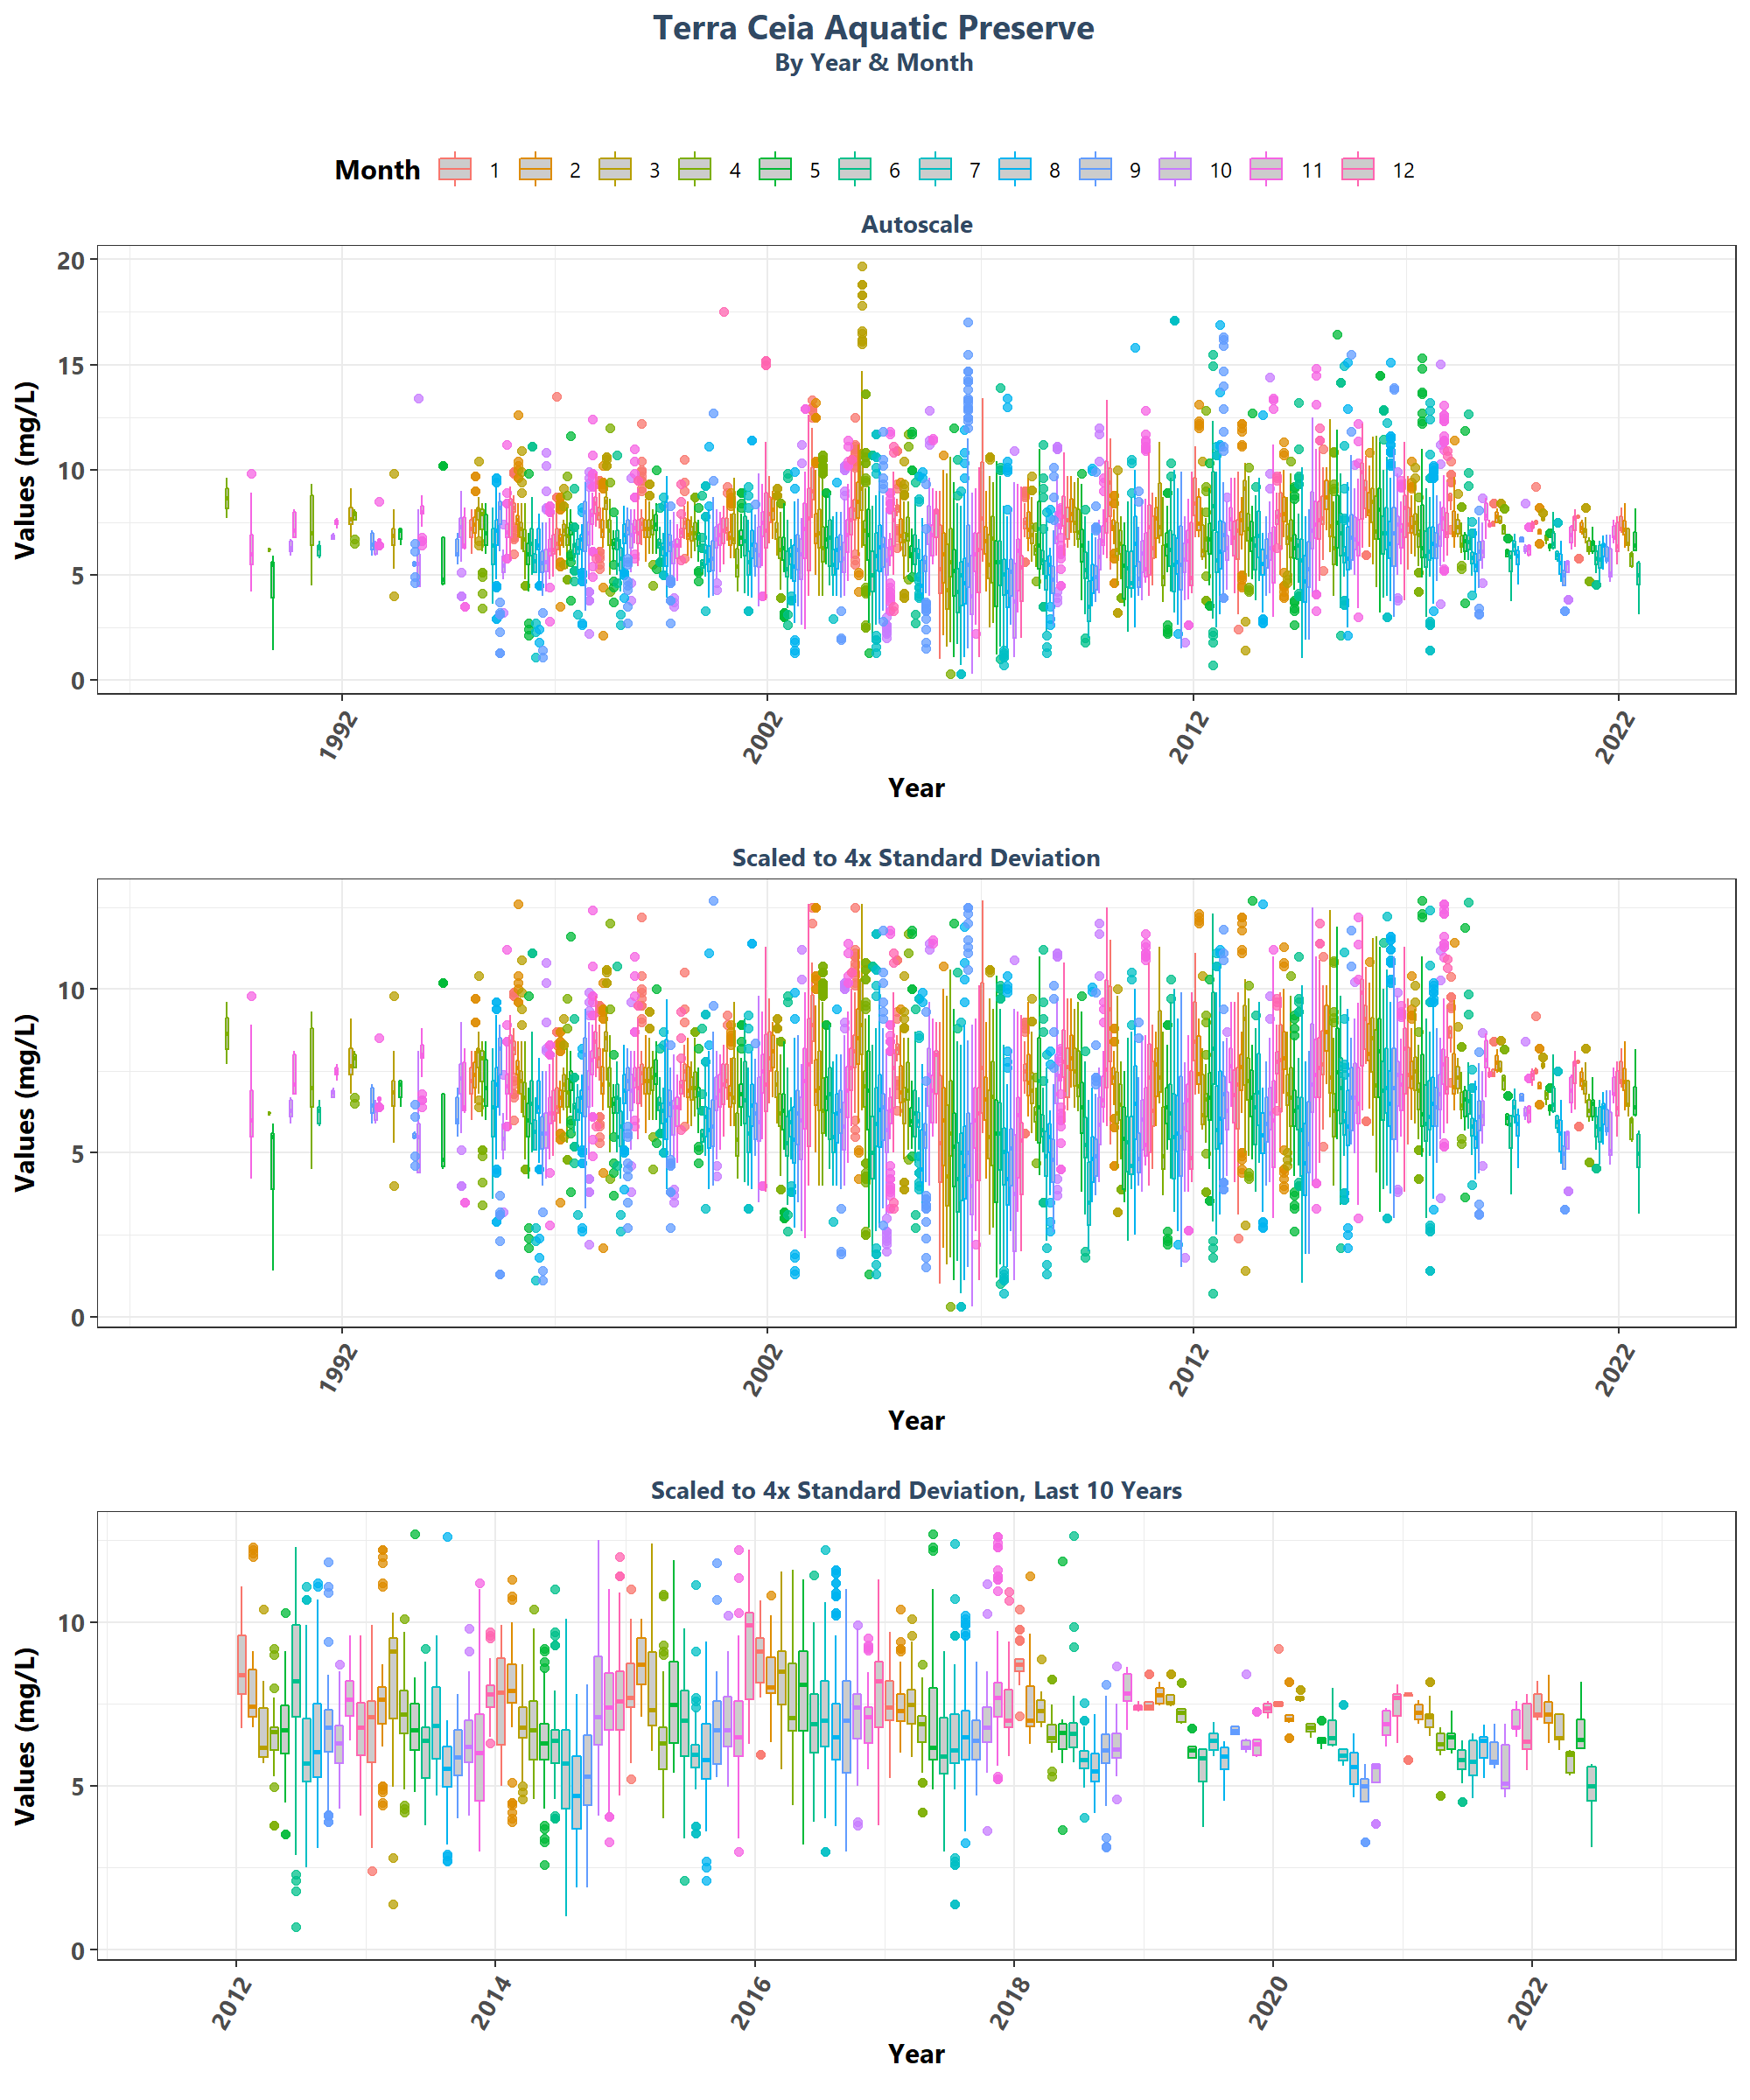 Terra Ceia Aquatic Preserve
By Year & Month
Month 1 2 3 4 5 6 7 8 9 10 11 12
Autoscale
Values (mg/L)
20
15
10
5
0
1992 2002 2012 2022
Year
Scaled to 4x Standard Deviation
Values (mg/L)
10
5
0
1992 2002 2012 2022
Year
Scaled to 4x Standard Deviation, Last 10 Years
Values (mg/L)
10
5
0
2012 2014 2016 2018 2020 2022
Year